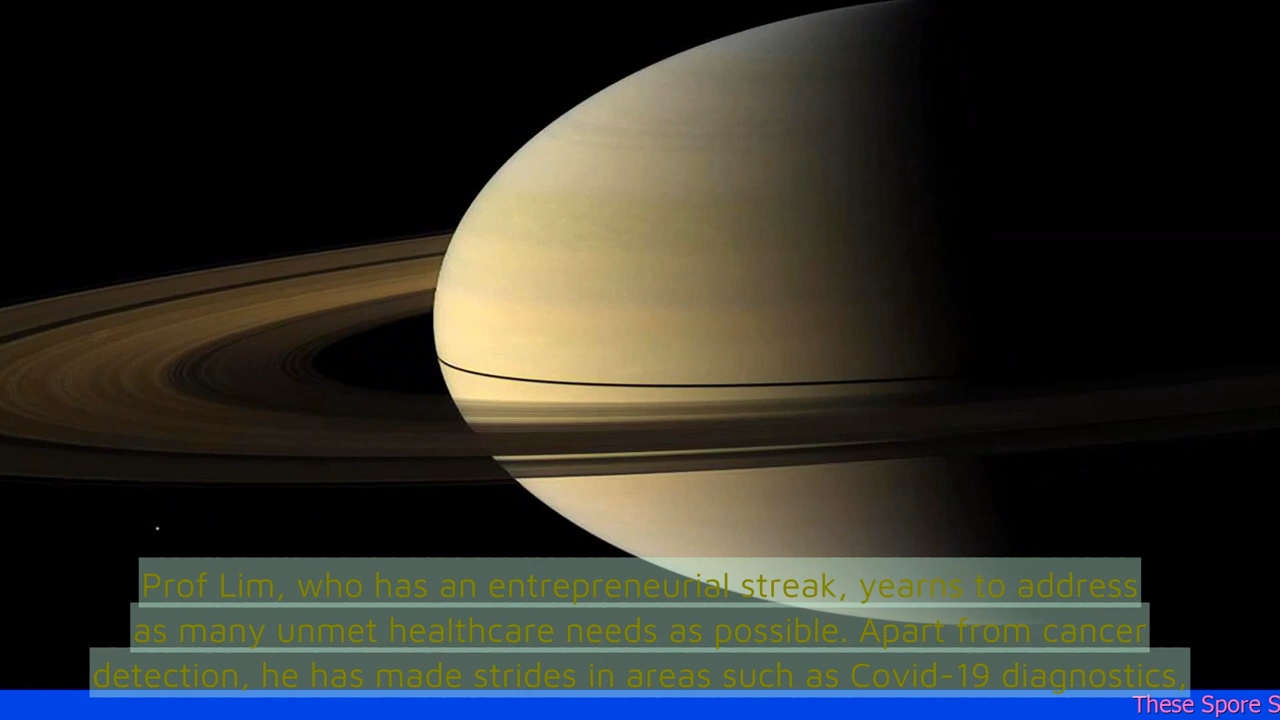 Prof Lim, who has an entrepreneurial streak, yearns to address
as many unmet healthcare needs as possible. Apart from cancer
detection, he has made strides in areas such as Covid-19 diagnostics,
These Spore S